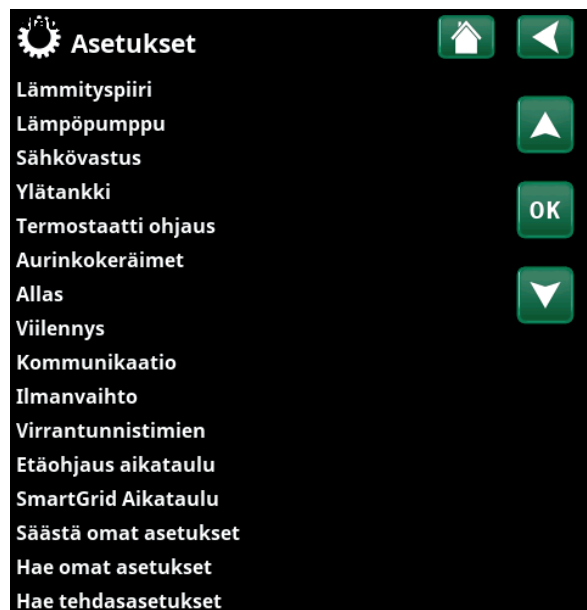 Asetukset
Lämmityspiiri
Lämpöpumppu
Sähkövastus
Ylätankki
Termostaatti ohjaus
OK
Aurinkokeräimet
Allas
Viilennys
Kommunikaatio
Ilmanvaihto
Virrantunnistimien
Etäohjaus aikataulu
SmartGrid Aikataulu
Säästä omat asetukset
Hae omat asetukset
Hae tehdasasetukset